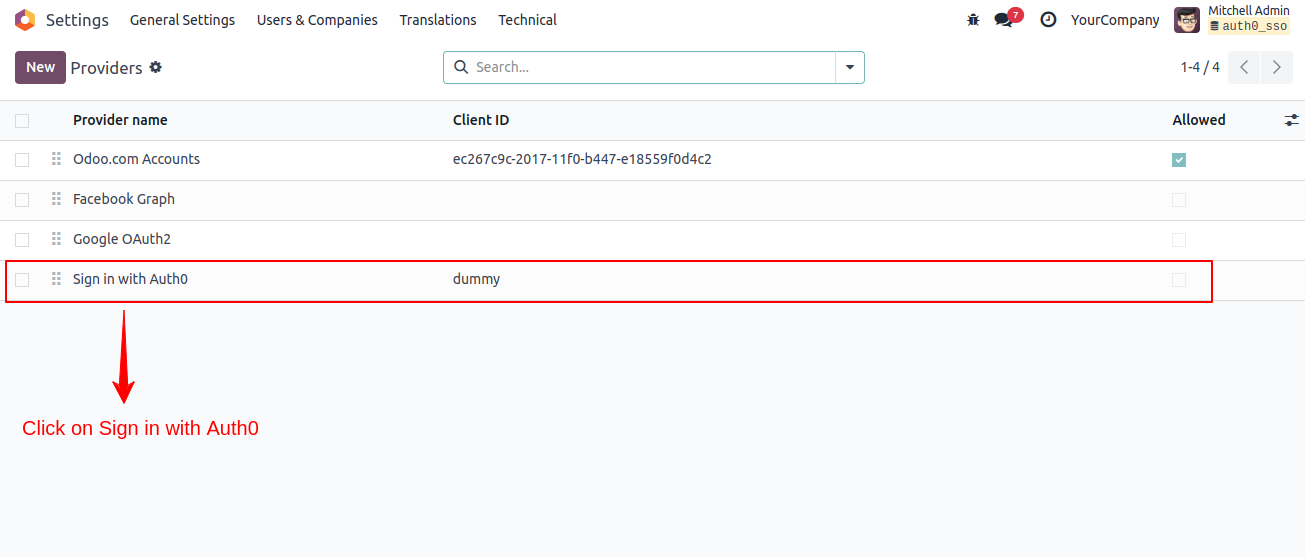 Settings General Settings Users & Companies Translations Technical 7 YourCompany Mitchell Admin
auth0_sso
New Providers Search... 1-4 / 4
Provider name Client ID Allowed
Odoo.com Accounts ec267c9c-2017-11f0-b447-e18559f0d4c2
Facebook Graph
Google OAuth2
Sign in with Auth0 dummy
Click on Sign in with Auth0